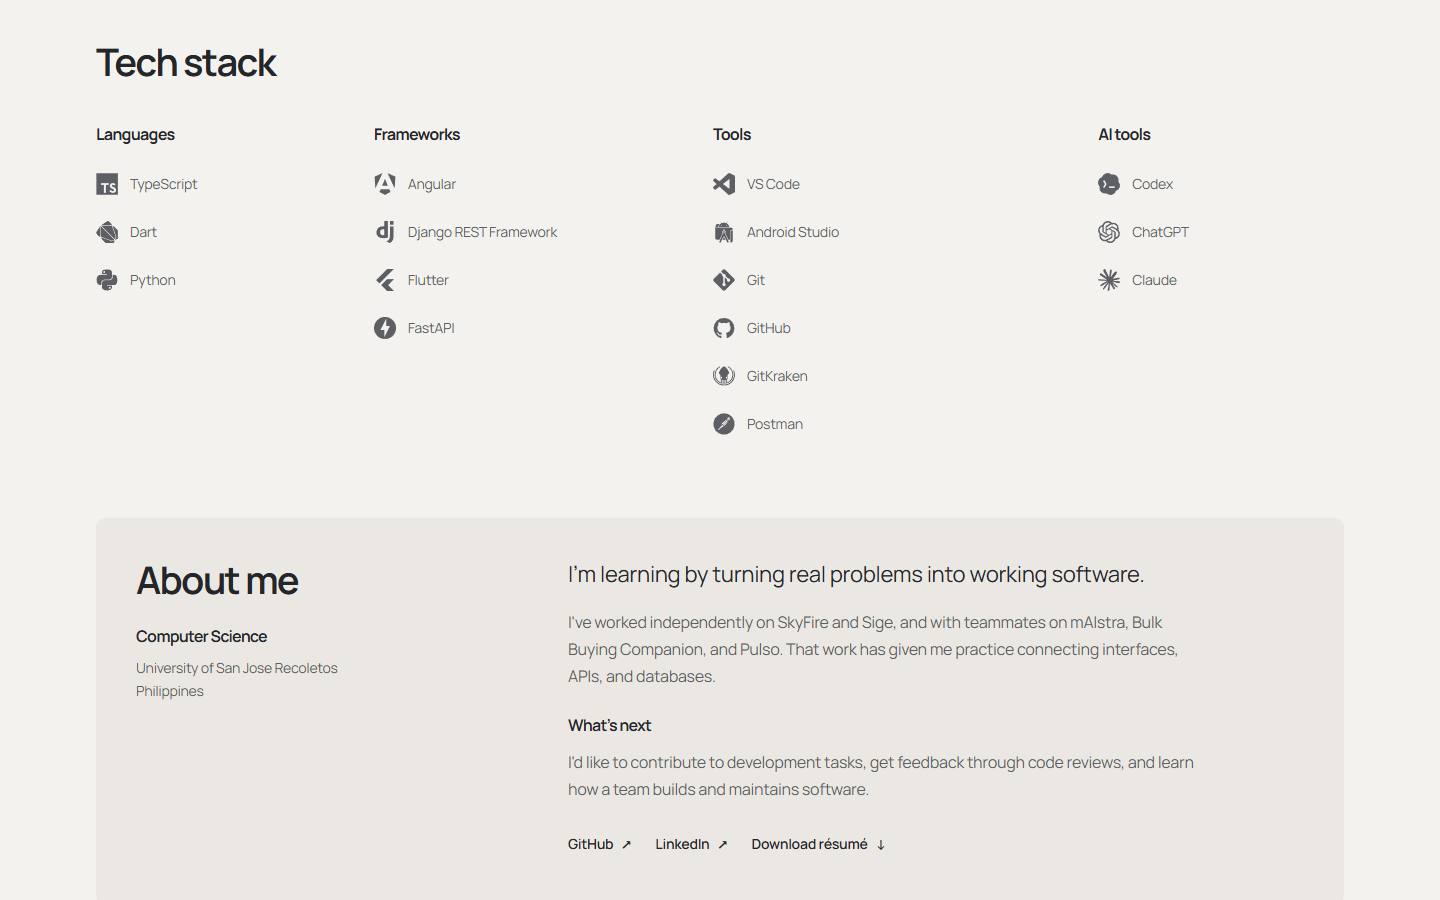 Tech stack
Languages
TS TypeScript
Dart
Python
Frameworks
Angular
dj Django REST Framework
Flutter
FastAPI
Tools
VS Code
Android Studio
Git
GitHub
GitKraken
Postman
AI tools
Codex
ChatGPT
Claude
About me
Computer Science
University of San Jose Recoletos
Philippines
I’m learning by turning real problems into working software.
I’ve worked independently on SkyFire and Sige, and with teammates on mAIstra, Bulk
Buying Companion, and Pulso. That work has given me practice connecting interfaces,
APIs, and databases.
What’s next
I’d like to contribute to development tasks, get feedback through code reviews, and learn
how a team builds and maintains software.
GitHub ↗ LinkedIn ↗ Download résumé ↓